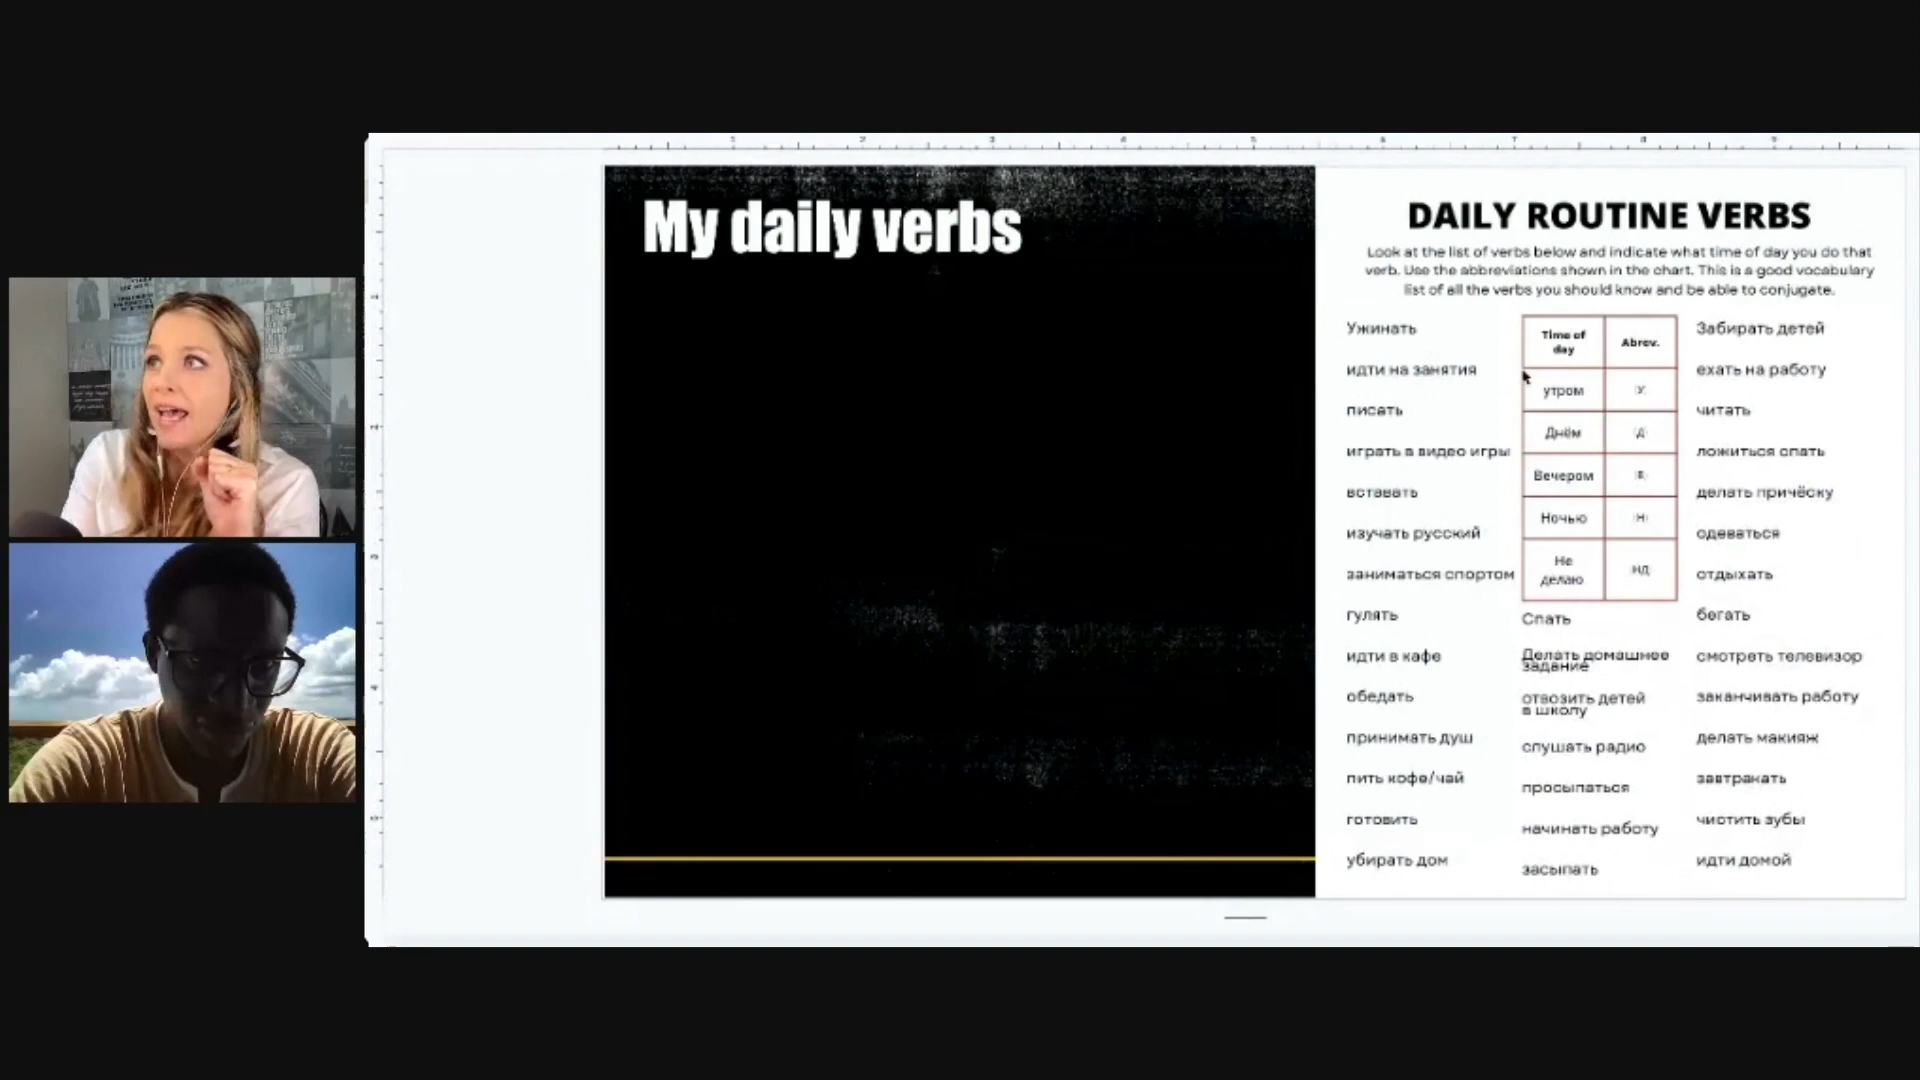 My daily verbs
DAILY ROUTINE VERBS
Look at the list of verbs below and indicate what time of day you do that
verb. Use the abbreviations shown in the chart. This is a good vocabulary
list of all the verbs you should know and be able to conjugate.
Ужинать
идти на занятия
писать
играть в видео игры
вставать
изучать русский
заниматься спортом
гулять
идти в кафе
обедать
принимать душ
пить кофе/чай
готовить
убирать дом
Time of day
Abrev.
утром
(У)
Днём
(Д)
Вечером
(В)
Ночью
(Н)
Не делаю
НД
Спать
Делать домашнее
задание
отвозить детей
в школу
слушать радио
просыпаться
начинать работу
засыпать
Забирать детей
ехать на работу
читать
ложиться спать
делать причёску
одеваться
отдыхать
бегать
смотреть телевизор
заканчивать работу
делать макияж
завтракать
чистить зубы
идти домой